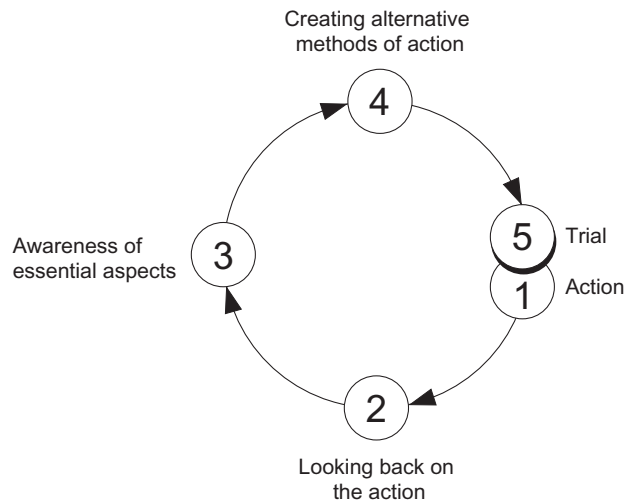 Creating alternative
methods of action
4
5
Trial
Awareness of
essential aspects
3
1
Action
2
Looking back on
the action